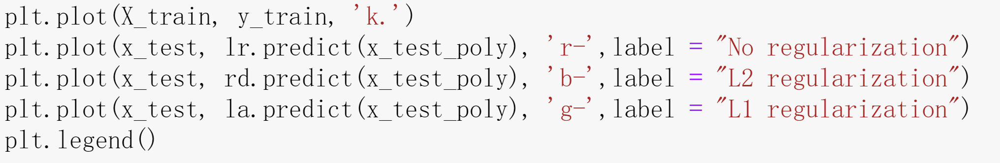 plt.plot(X_train, y_train, 'k.')
plt.plot(x_test, lr.predict(x_test_poly), 'r-',label = "No regularization")
plt.plot(x_test, rd.predict(x_test_poly), 'b-',label = "L2 regularization")
plt.plot(x_test, la.predict(x_test_poly), 'g-',label = "L1 regularization")
plt.legend()